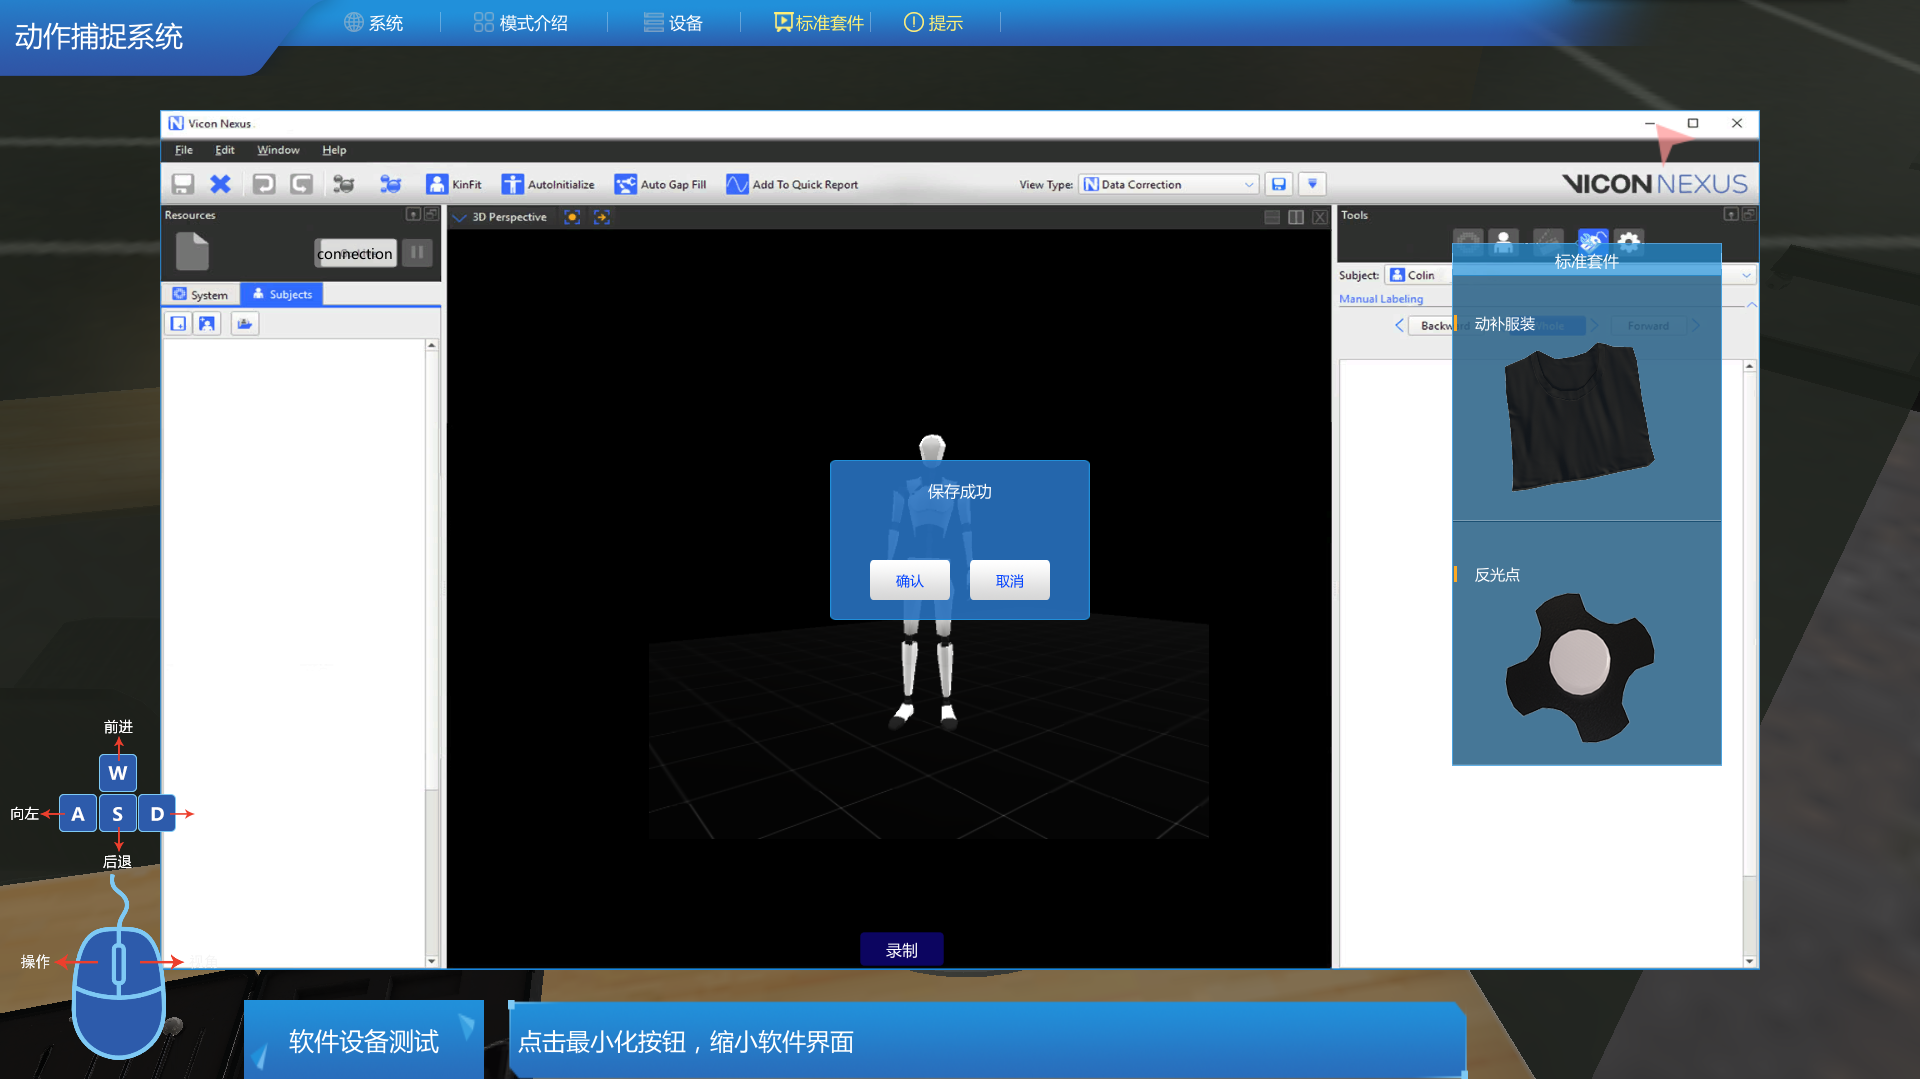 动作捕捉系统
系统
模式介绍
设备
标准套件
提示
Vicon Nexus
File Edit Window Help
KinFit
AutoInitialize
Auto Gap Fill
Add To Quick Report
View Type:
Data Correction
VICON NEXUS
Resources
connection
System
Subjects
3D Perspective
Tools
Subject:
Colin
Manual Labeling
Backward
Whole
Forward
标准套件
动补服装
反光点
保存成功
确认
取消
录制
前进
W
向左
A S D
后退
操作
软件设备测试
点击最小化按钮，缩小软件界面